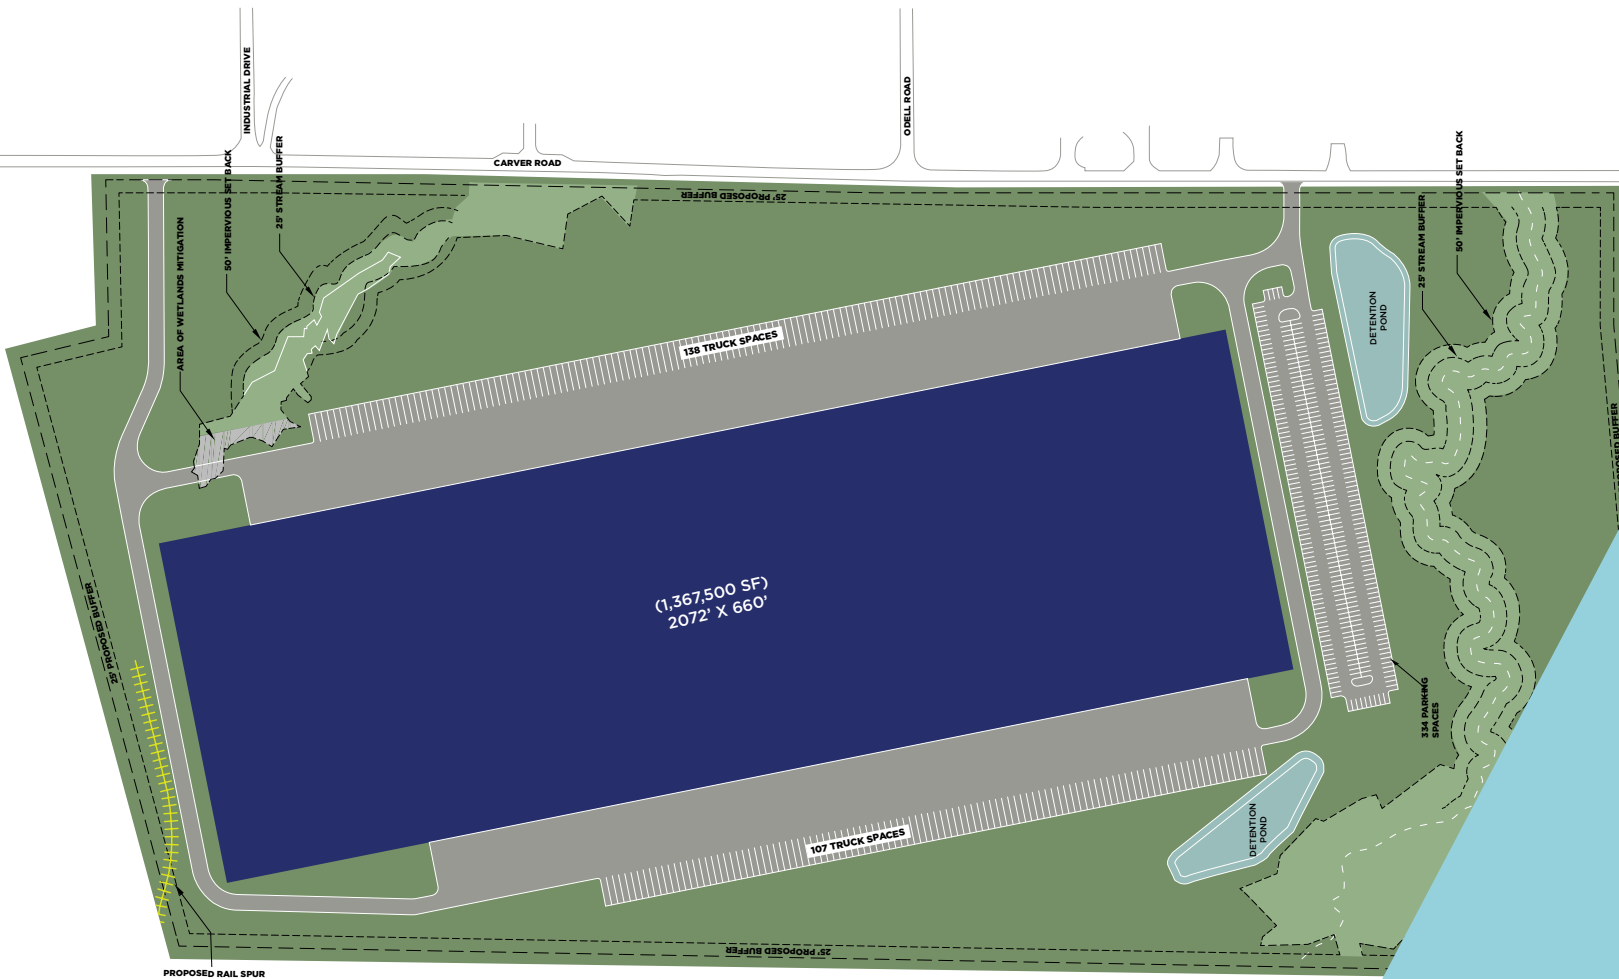 INDUSTRIAL DRIVE
ODELL ROAD
CARVER ROAD
50' IMPERVIOUS SET BACK
25' STREAM BUFFER
AREA OF WETLANDS MITIGATION
25' PROPOSED BUFFER
50' IMPERVIOUS SET BACK
25' STREAM BUFFER
138 TRUCK SPACES
DETENTION
POND
(1,367,500 SF)
2072' X 660'
25' PROPOSED BUFFER
334 PARKING
SPACES
107 TRUCK SPACES
DETENTION
POND
25' PROPOSED BUFFER
PROPOSED RAIL SPUR
BUFFER